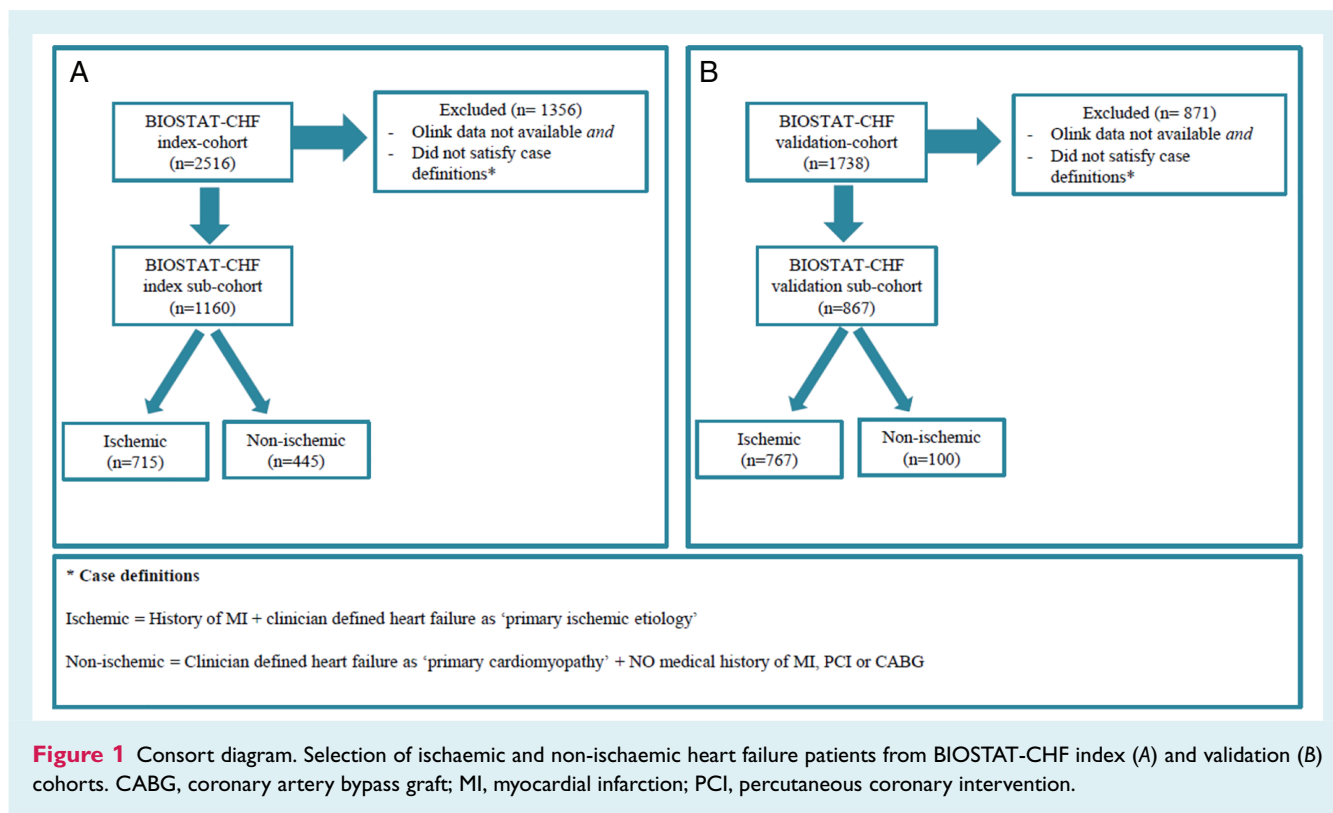 A
BIOSTAT-CHF
index-cohort
(n=2516)
Excluded (n= 1356)
- Olink data not available and
- Did not satisfy case
definitions*
BIOSTAT-CHF
index sub-cohort
(n=1160)
Ischemic
(n=715)
Non-ischemic
(n=445)
B
BIOSTAT-CHF
validation-cohort
(n=1738)
Excluded (n= 871)
- Olink data not available and
- Did not satisfy case
definitions*
BIOSTAT-CHF
validation sub-cohort
(n=867)
Ischemic
(n=767)
Non-ischemic
(n=100)
* Case definitions
Ischemic = History of MI + clinician defined heart failure as ‘primary ischemic etiology’
Non-ischemic = Clinician defined heart failure as ‘primary cardiomyopathy’ + NO medical history of MI, PCI or CABG
Figure 1 Consort diagram. Selection of ischaemic and non-ischaemic heart failure patients from BIOSTAT-CHF index (A) and validation (B)
cohorts. CABG, coronary artery bypass graft; MI, myocardial infarction; PCI, percutaneous coronary intervention.